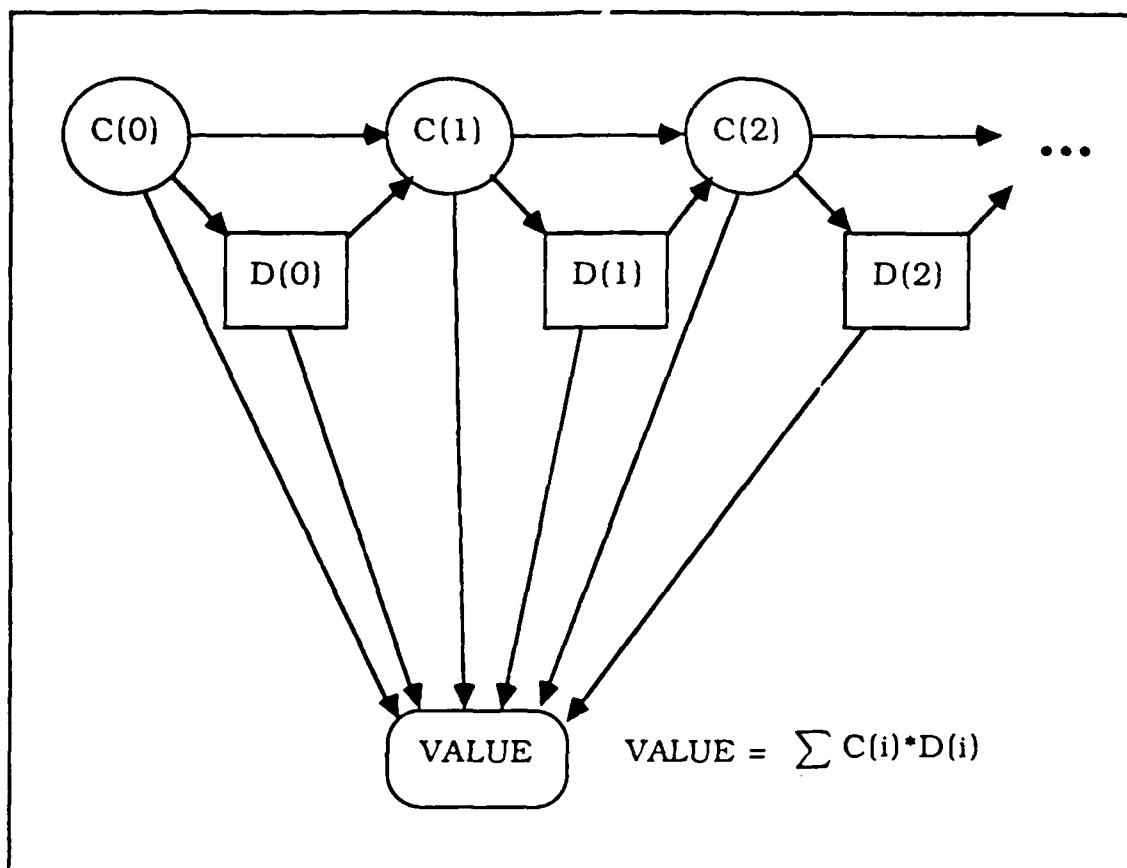 C(0) C(1) C(2)
...
D(0) D(1) D(2)
VALUE VALUE = ∑ C(i)*D(i)